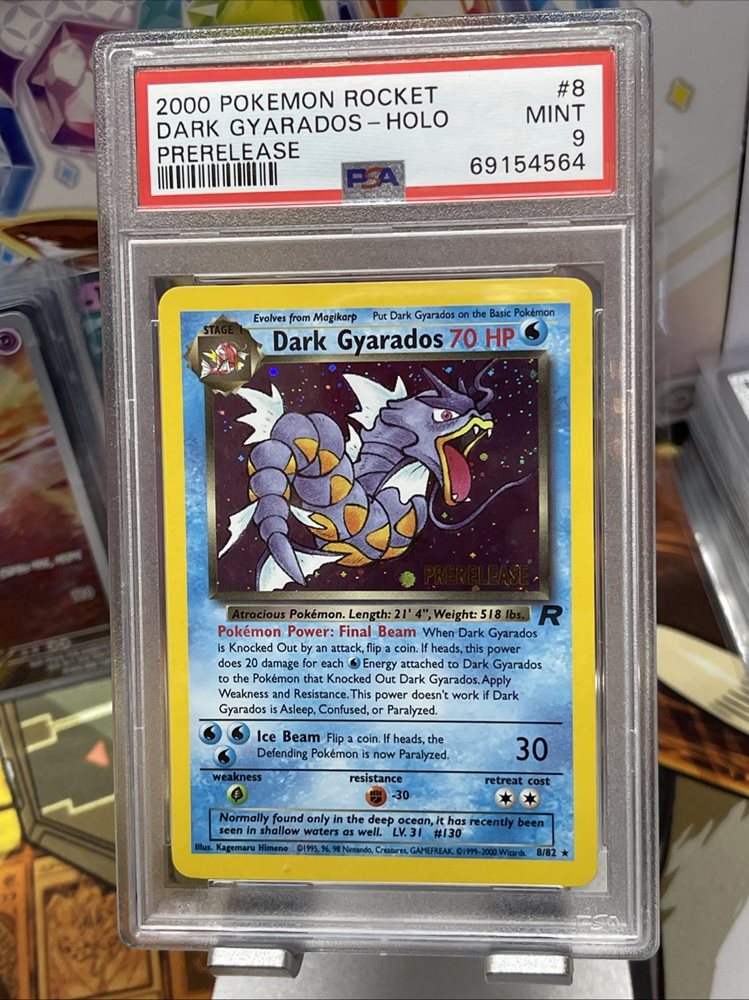 2000 POKEMON ROCKET #8
DARK GYARADOS-HOLO MINT
PRERELEASE 9
PSA 69154564
Evolves from Magikarp Put Dark Gyarados on the Basic Pokémon
STAGE 1
Dark Gyarados 70 HP
PRERELEASE
Atrocious Pokémon. Length: 21' 4", Weight: 518 lbs.
R
Pokémon Power: Final Beam When Dark Gyarados
is Knocked Out by an attack, flip a coin. If heads, this power
does 20 damage for each Energy attached to Dark Gyarados
to the Pokémon that Knocked Out Dark Gyarados. Apply
Weakness and Resistance. This power doesn't work if Dark
Gyarados is Asleep, Confused, or Paralyzed.
Ice Beam Flip a coin. If heads, the
Defending Pokémon is now Paralyzed.
30
weakness resistance retreat cost
-30
Normally found only in the deep ocean, it has recently been
seen in shallow waters as well. LV. 31 #130
Illus. Kagemaru Himeno ©1995, 96, 98 Nintendo, Creatures, GAMEFREAK. ©1999-2000 Wizards. 8/82 ★
PSA